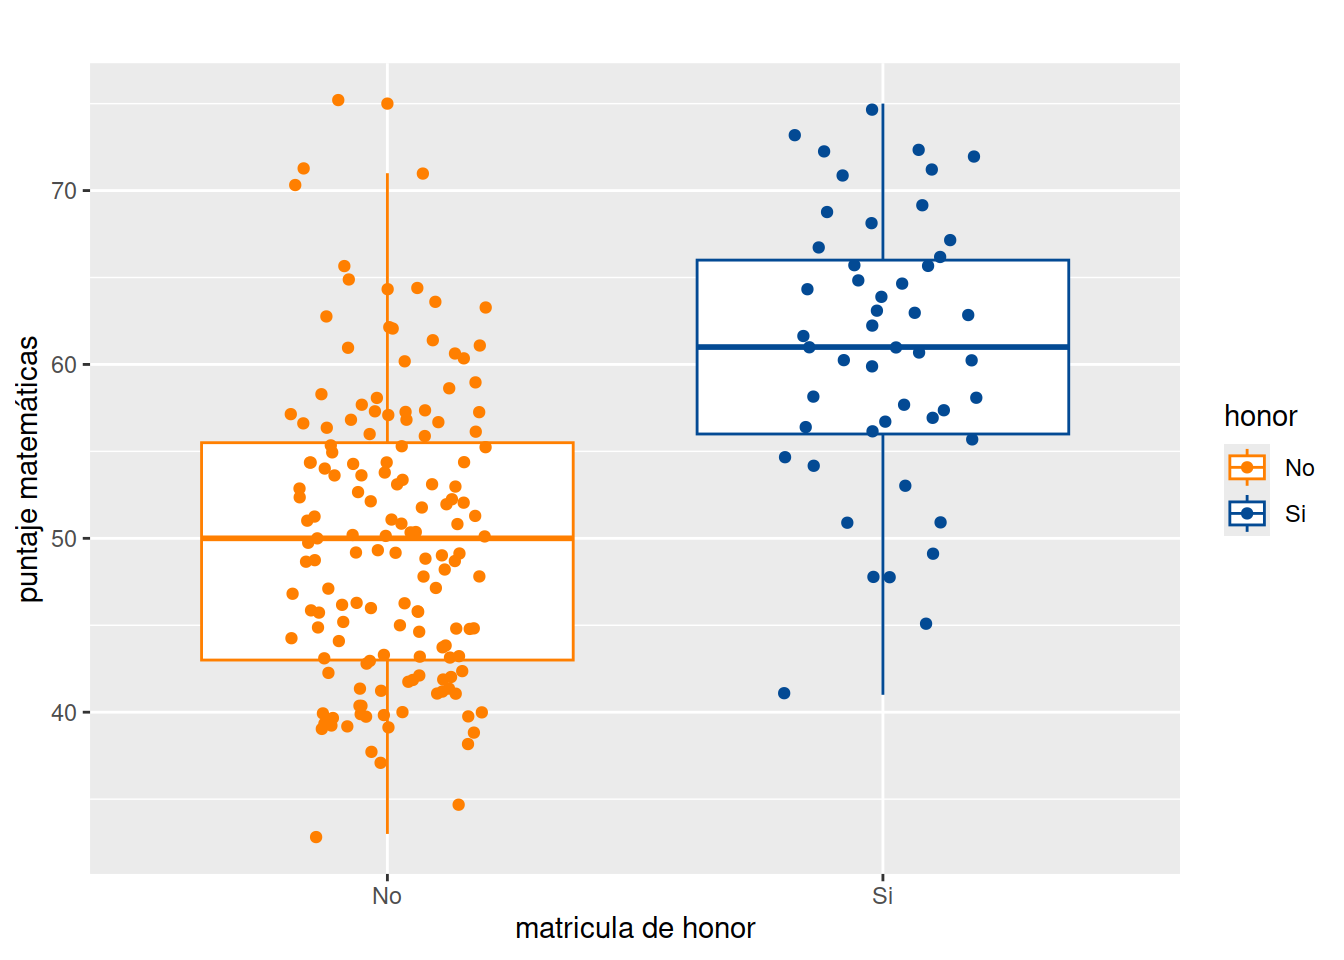 puntaje matemáticas
70
60
50
40
No
Si
matricula de honor
honor
No
Si